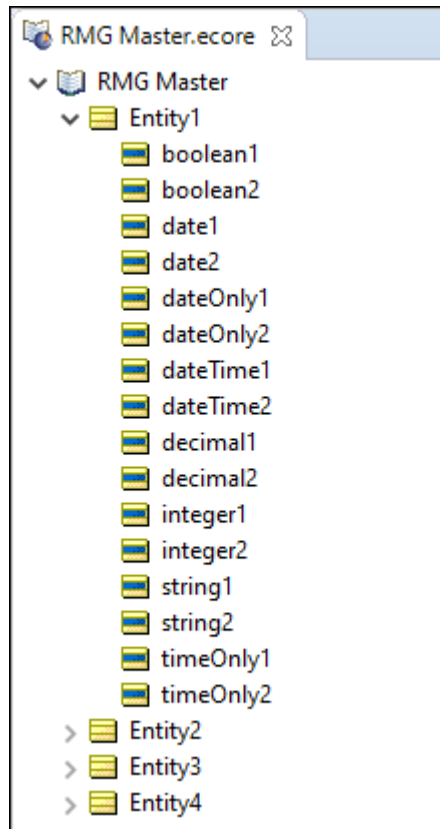 RMG Master.ecore
RMG Master
Entity1
boolean1
boolean2
date1
date2
dateOnly1
dateOnly2
dateTime1
dateTime2
decimal1
decimal2
integer1
integer2
string1
string2
timeOnly1
timeOnly2
Entity2
Entity3
Entity4